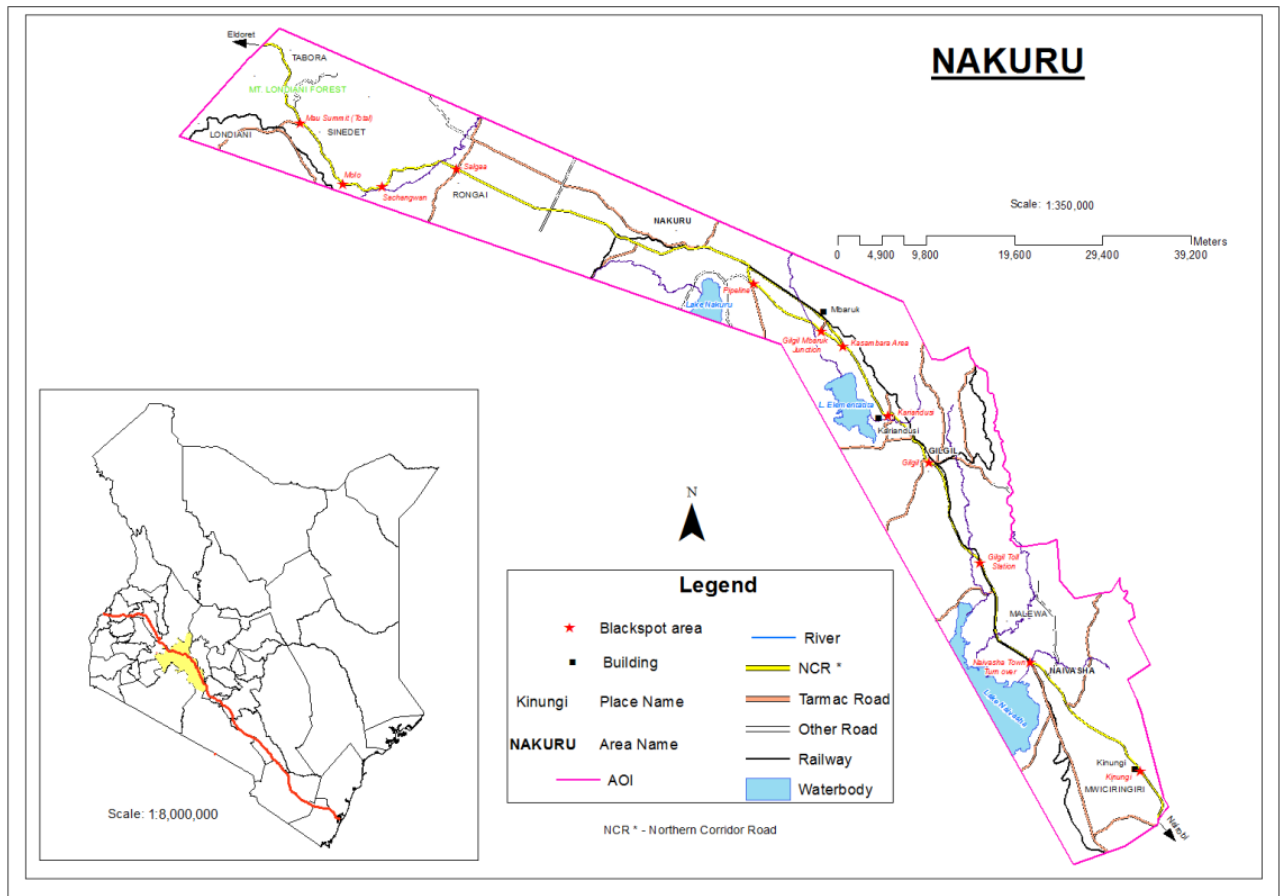 NAKURU
Eldoret
TABORA
MT. LONDIANI FOREST
Mau Summit (Total)
SINEDET
LONDIANI
Molo
Sachangwan
Salgaa
RONGAI
NAKURU
Scale: 1:350,000
Meters
0 4,900 9,800 19,600 29,400 39,200
Pipeline
Lake Nakuru
Mbaruk
Gilgil Mbaruk
Junction
Kasambara Area
L. Elementaita
Kariandusi
Kariandusi
GILGIL
Gilgil
Gilgil Toll
Station
MALEWA
Naivasha Town
Turn over
NAIVASHA
Lake Naivasha
Kinungi
Kinungi
MWICIRINGIRI
Nairobi
N
Scale: 1:8,000,000
Legend
Blackspot area
Building
Kinungi Place Name
NAKURU Area Name
AOI
River
NCR *
Tarmac Road
Other Road
Railway
Waterbody
NCR * - Northern Corridor Road